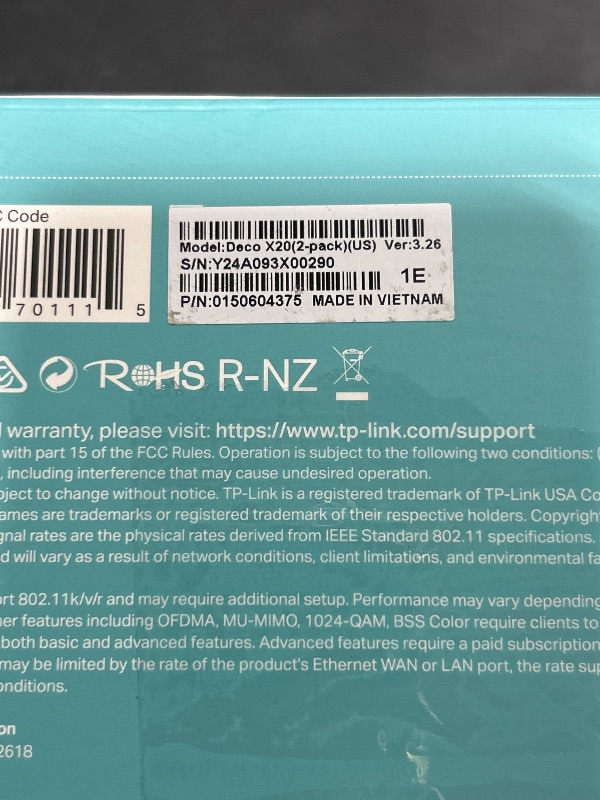 C Code
70111 5
Model:Deco X20(2-pack)(US) Ver:3.26
S/N:Y24A093X00290
1E
P/N:0150604375 MADE IN VIETNAM
RoHS R-NZ
warranty, please visit: https://www.tp-link.com/support
with part 15 of the FCC Rules. Operation is subject to the following two conditions: (
, including interference that may cause undesired operation.
bject to change without notice. TP-Link is a registered trademark of TP-Link USA Co
ames are trademarks or registered trademark of their respective holders. Copyright
gnal rates are the physical rates derived from IEEE Standard 802.11 specifications.
d will vary as a result of network conditions, client limitations, and environmental fa
ort 802.11k/v/r and may require additional setup. Performance may vary depending
her features including OFDMA, MU-MIMO, 1024-QAM, BSS Color require clients to
both basic and advanced features. Advanced features require a paid subscription
may be limited by the rate of the product's Ethernet WAN or LAN port, the rate sup
onditions.
on
2618